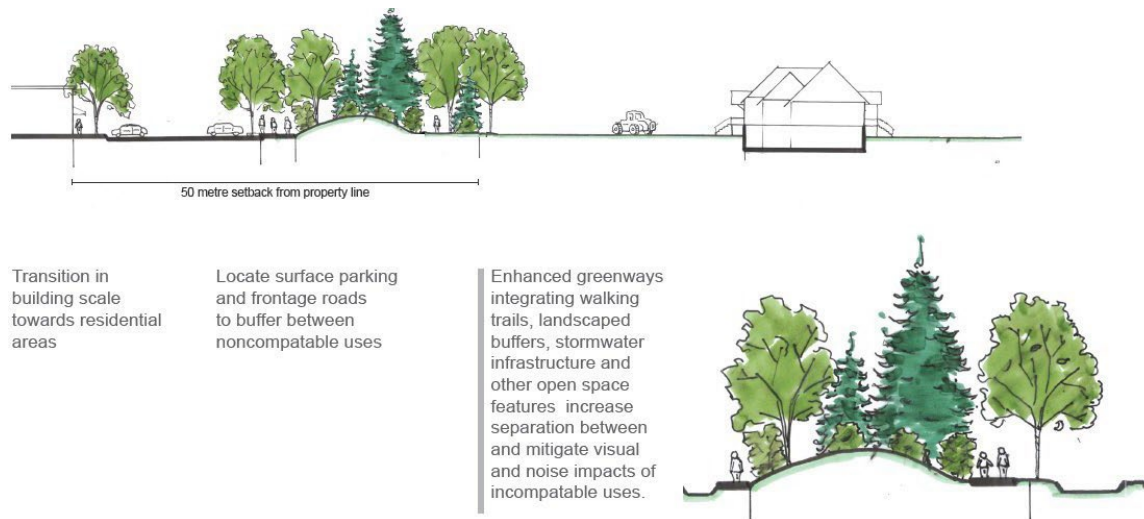 50 metre setback from property line
Transition in
building scale
towards residential
areas
Locate surface parking
and frontage roads
to buffer between
noncompatable uses
Enhanced greenways
integrating walking
trails, landscaped
buffers, stormwater
infrastructure and
other open space
features increase
separation between
and mitigate visual
and noise impacts of
incompatable uses.